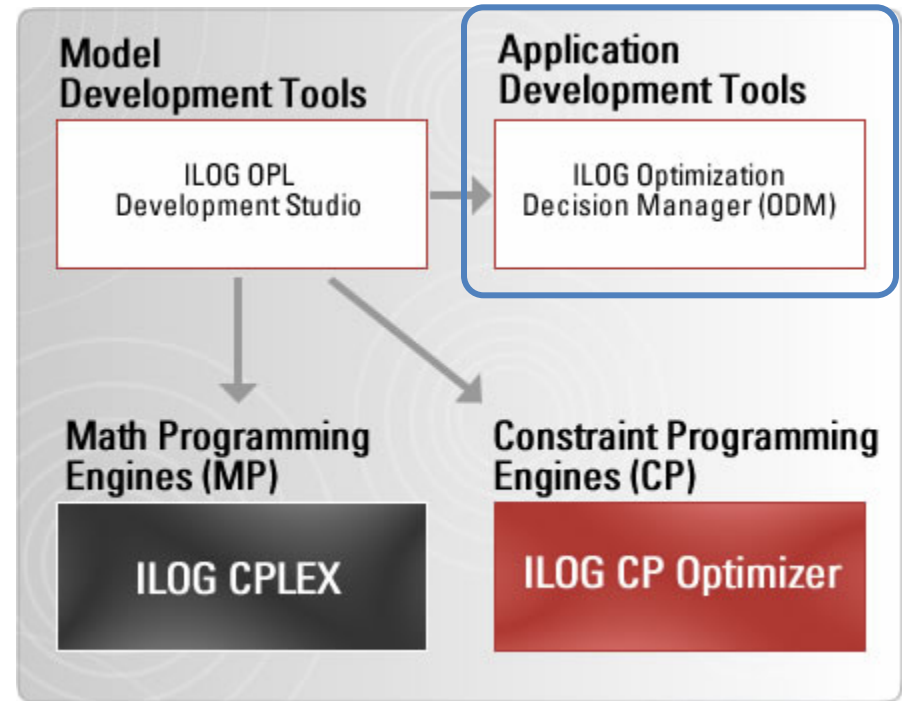 Model
Development Tools
ILOG OPL
Development Studio
Application
Development Tools
ILOG Optimization
Decision Manager (ODM)
Math Programming
Engines (MP)
ILOG CPLEX
Constraint Programming
Engines (CP)
ILOG CP Optimizer